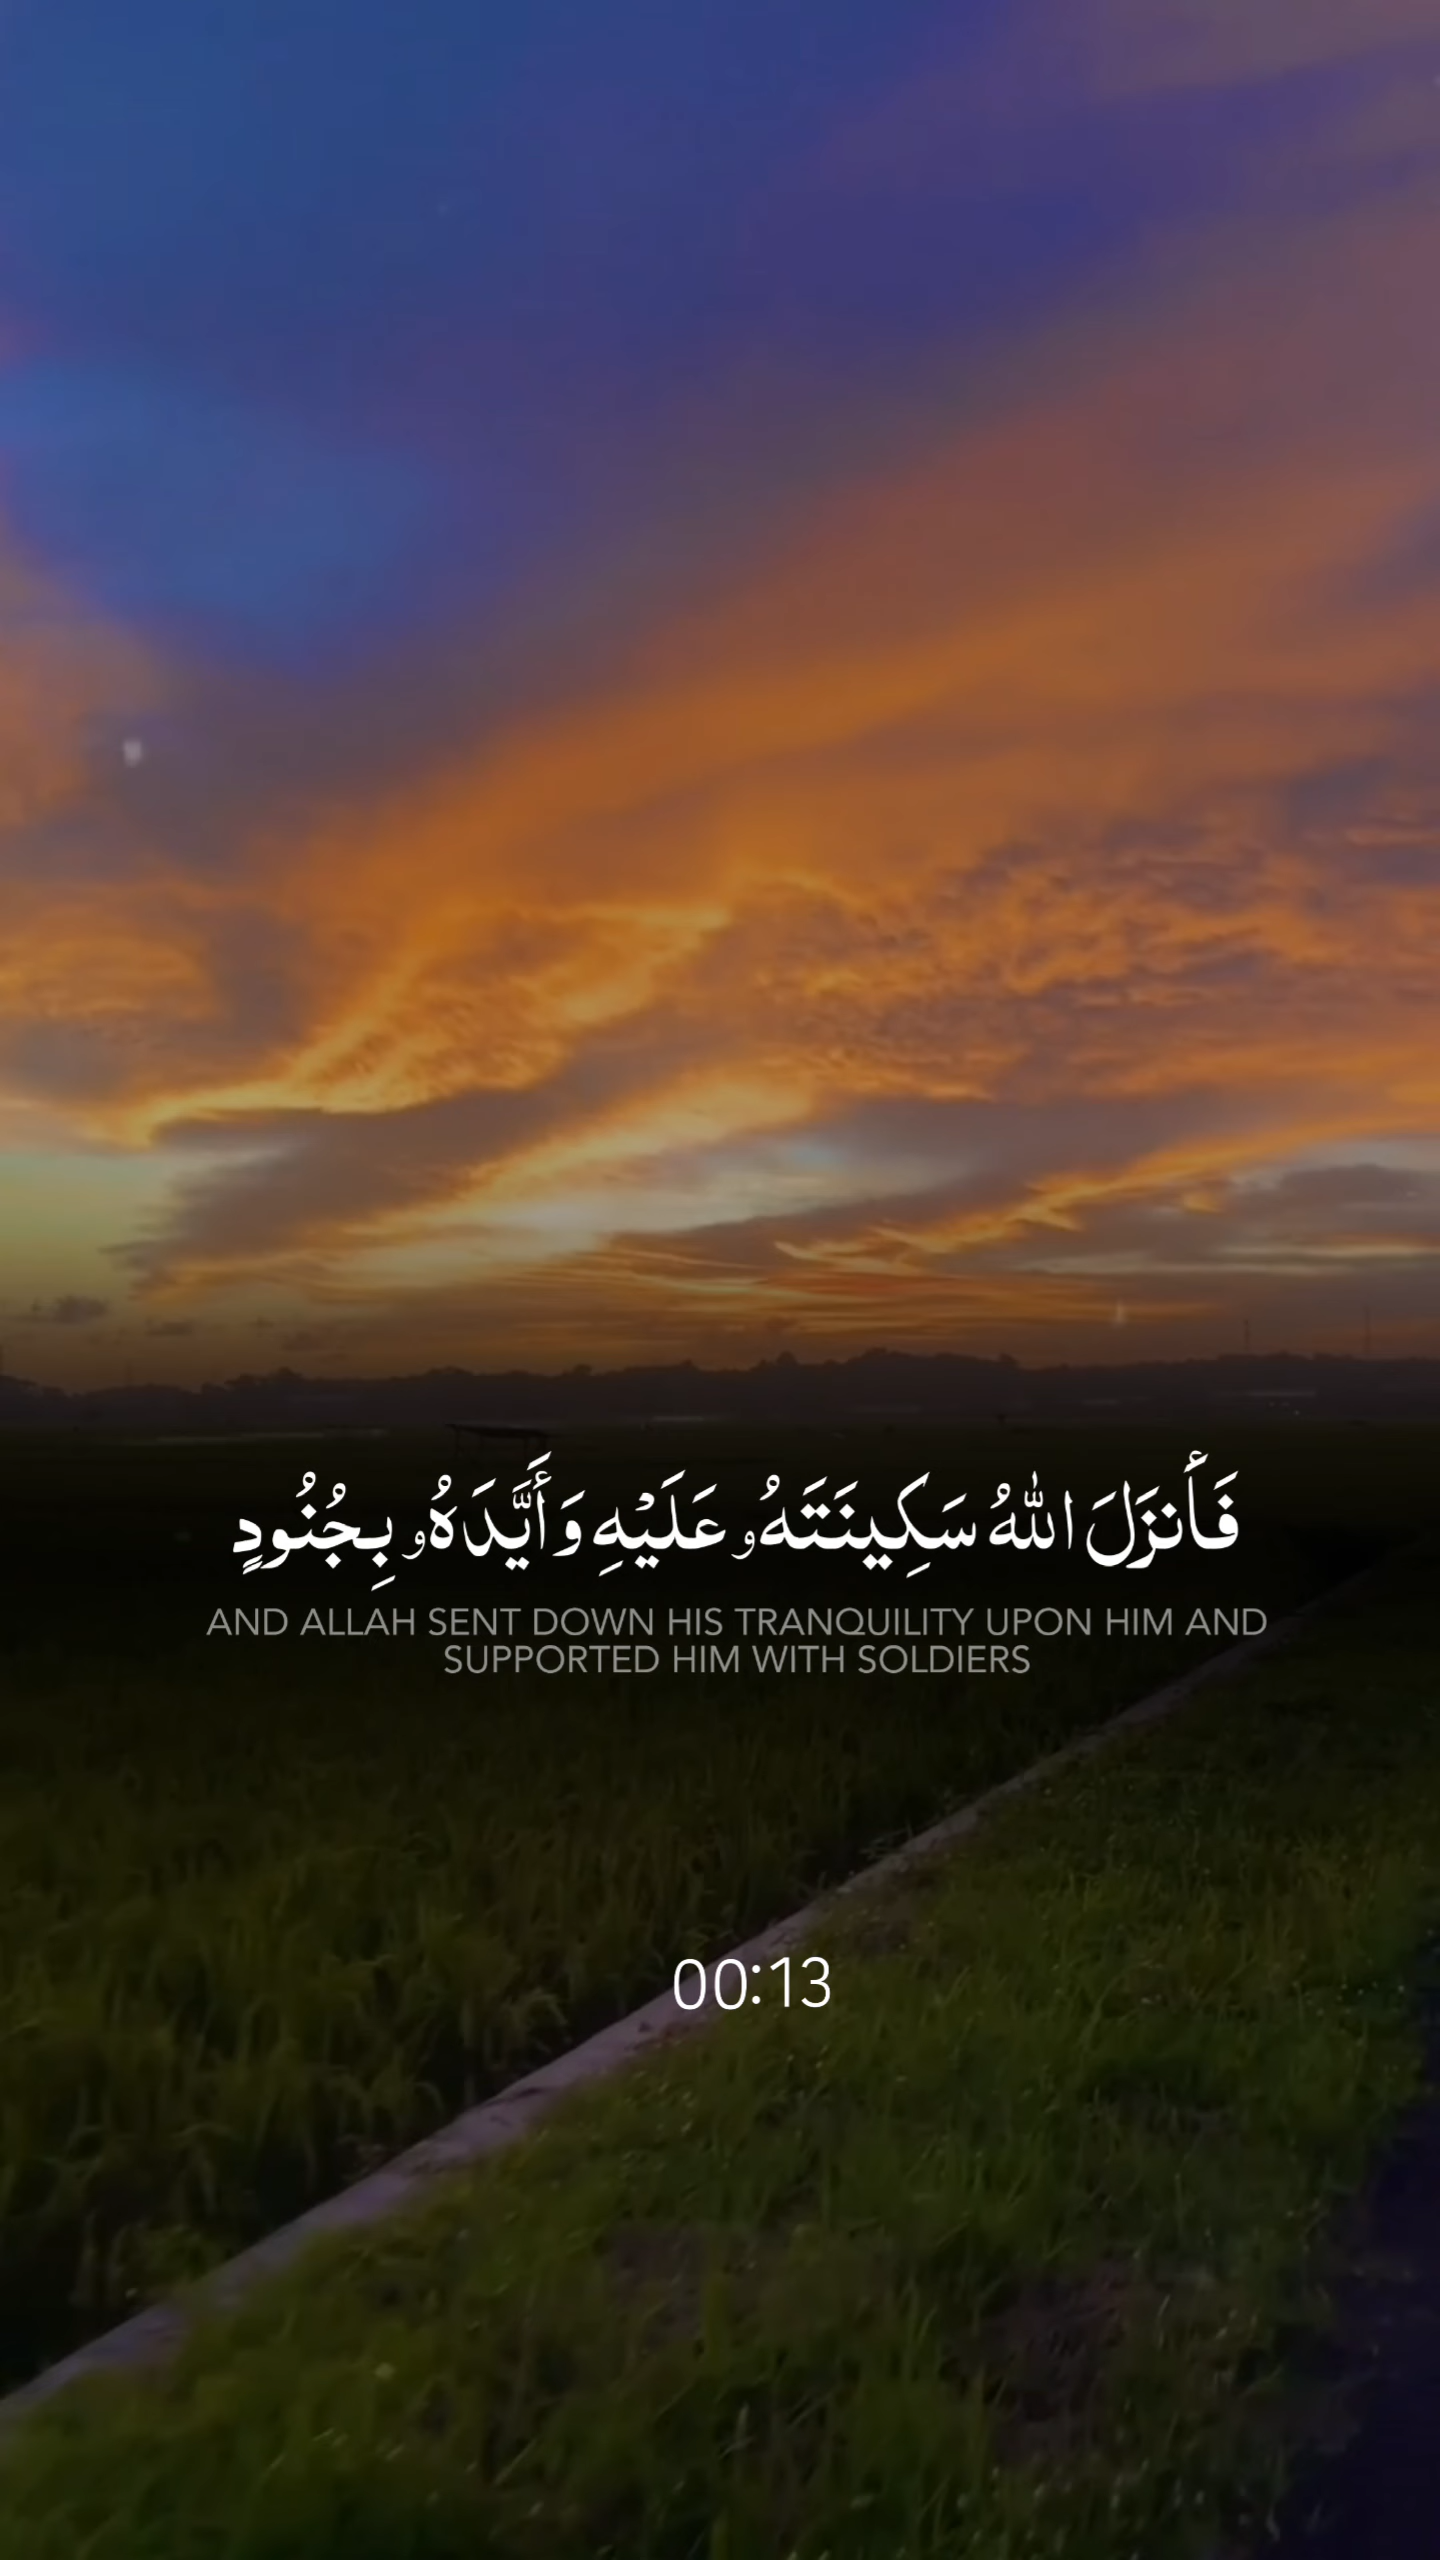 فَأَنزَلَ اللَّهُ سَكِينَتَهُۥ عَلَيْهِ وَأَيَّدَهُۥ بِجُنُودٍ
AND ALLAH SENT DOWN HIS TRANQUILITY UPON HIM AND
SUPPORTED HIM WITH SOLDIERS
00:13